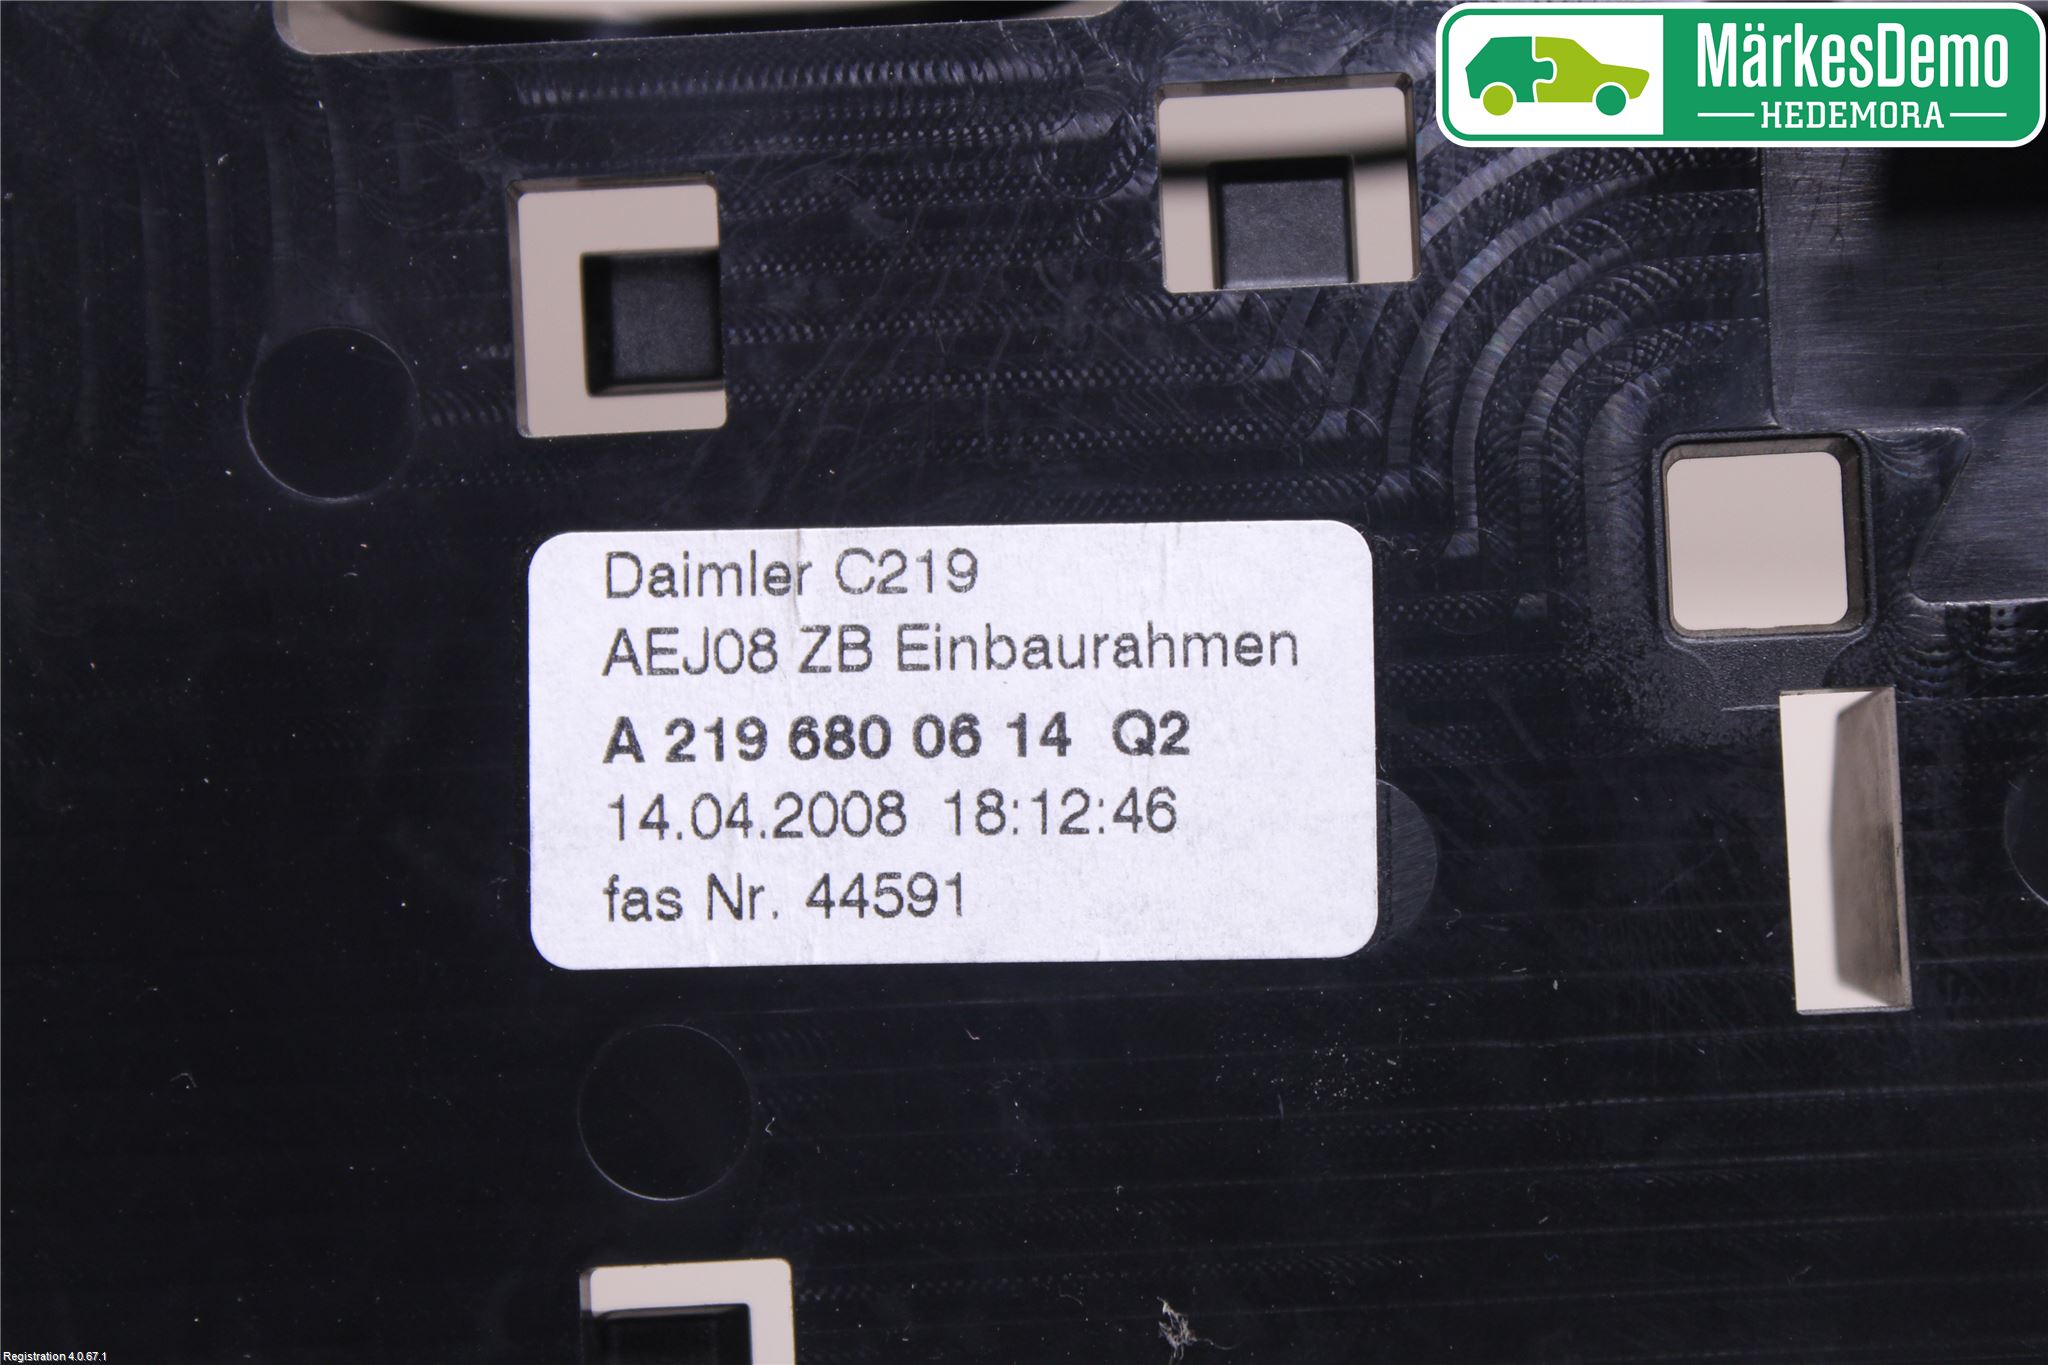 MärkesDemo
HEDEMORA
Daimler C219
AEJ08 ZB Einbaurahmen
A 219 680 06 14 Q2
14.04.2008 18:12:46
fas Nr. 44591
Registration 4.0.67.1